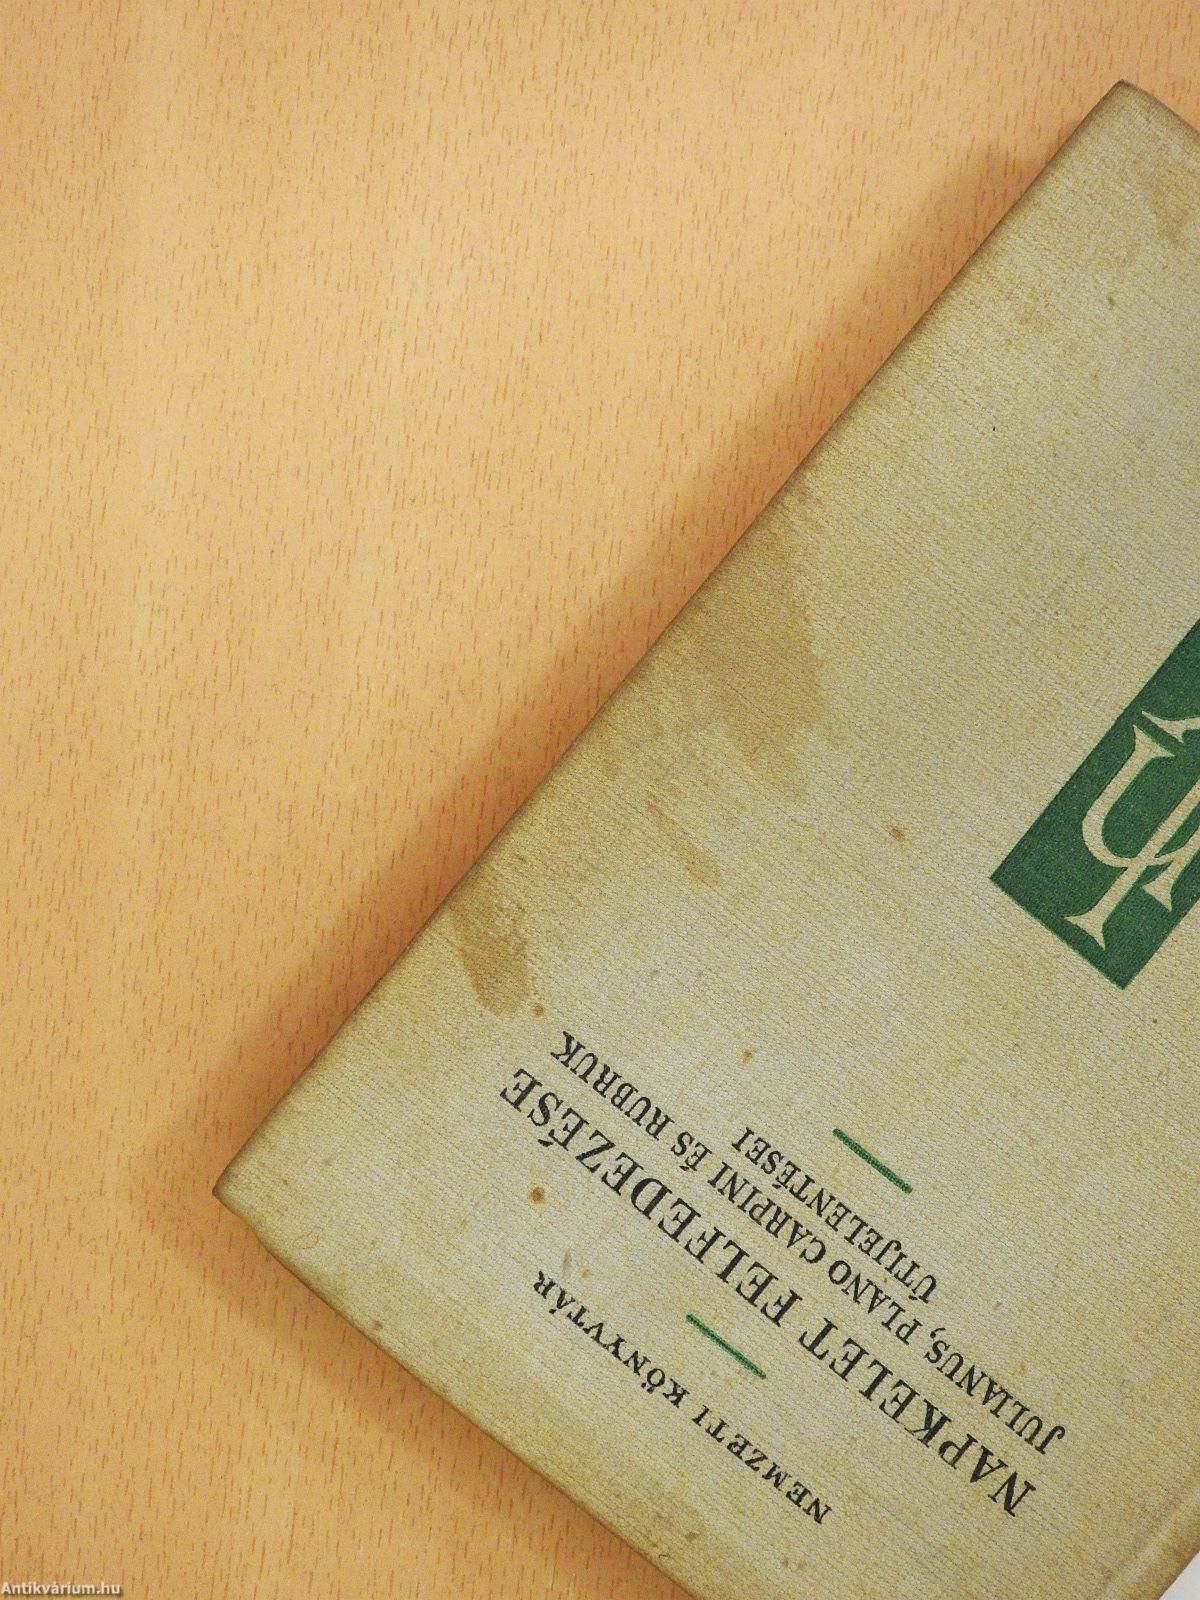 NEMZETI KÖNYVTÁR
NAPKELET FELFEDEZÉSE
JULIANUS, PLANO CARPINI ÉS RUBRUK
ÚTIJELENTÉSEI
Antikvárium.hu